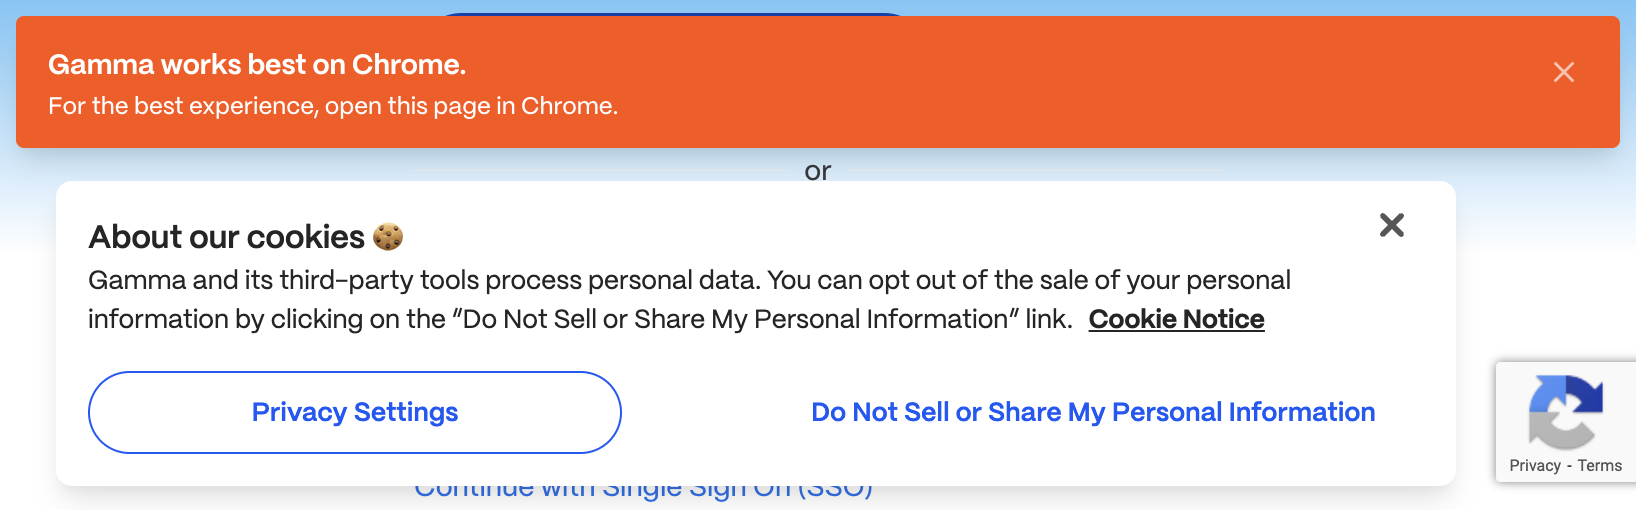 Gamma works best on Chrome.
For the best experience, open this page in Chrome.
or
About our cookies 🍪
Gamma and its third-party tools process personal data. You can opt out of the sale of your personal
information by clicking on the “Do Not Sell or Share My Personal Information” link. Cookie Notice
Privacy Settings
Do Not Sell or Share My Personal Information
Privacy - Terms
Continue with Single Sign On (SSO)